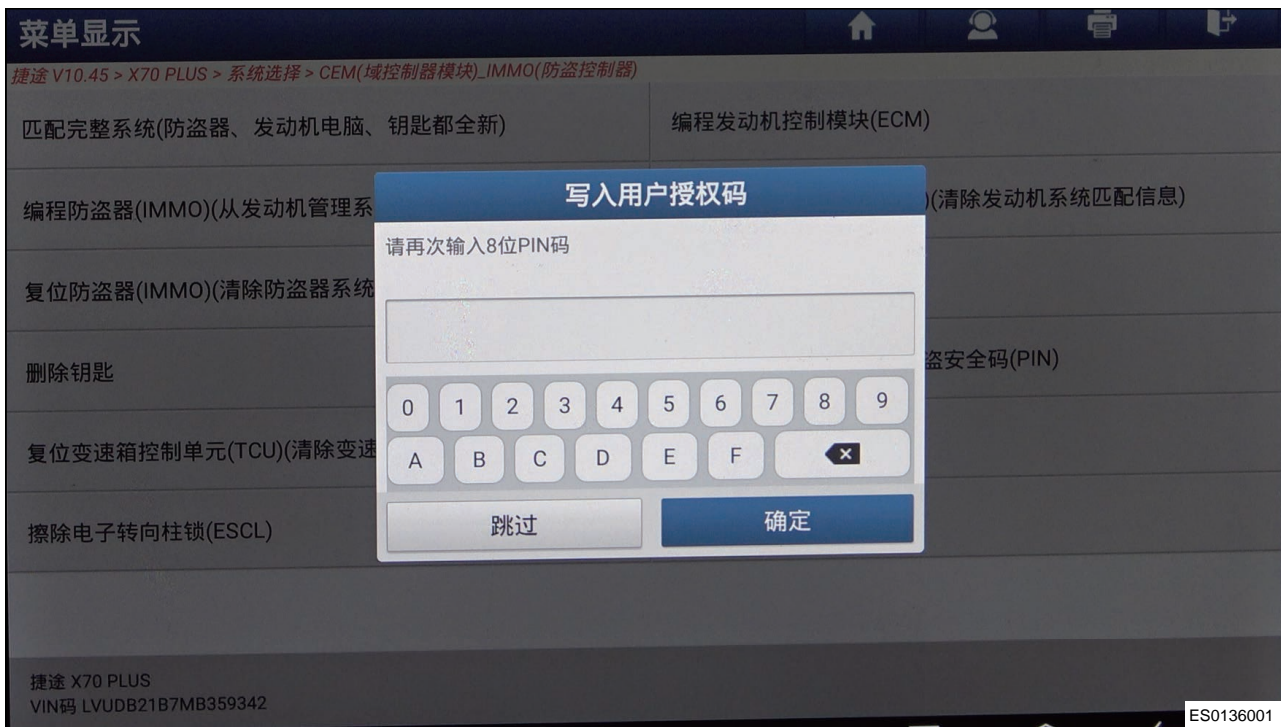 菜单显示
捷途 V10.45 > X70 PLUS > 系统选择 > CEM(域控制器模块)_IMMO(防盗控制器)
匹配完整系统(防盗器、发动机电脑、钥匙都全新)
编程发动机控制模块(ECM)
编程防盗器(IMMO)(从发动机管理系
)(清除发动机系统匹配信息)
复位防盗器(IMMO)(清除防盗器系统
删除钥匙
盗安全码(PIN)
复位变速箱控制单元(TCU)(清除变速
擦除电子转向柱锁(ESCL)
写入用户授权码
请再次输入8位PIN码
0 1 2 3 4 5 6 7 8 9
A B C D E F
跳过 确定
捷途 X70 PLUS
VIN码 LVUDB21B7MB359342
ES0136001